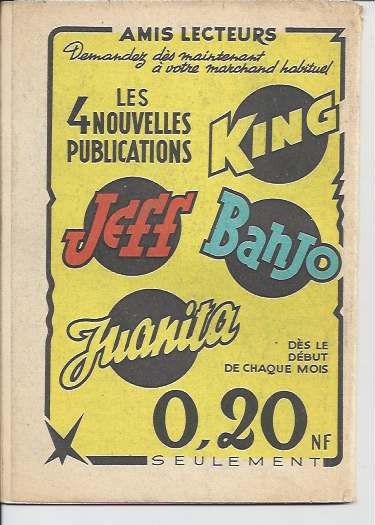 AMIS LECTEURS
Demandez dès maintenant
à votre marchand habituel
LES
4 NOUVELLES
PUBLICATIONS
KING
Jeff
Banjo
Juanita
DÈS LE
DÉBUT
DE CHAQUE MOIS
0,20 NF
SEULEMENT